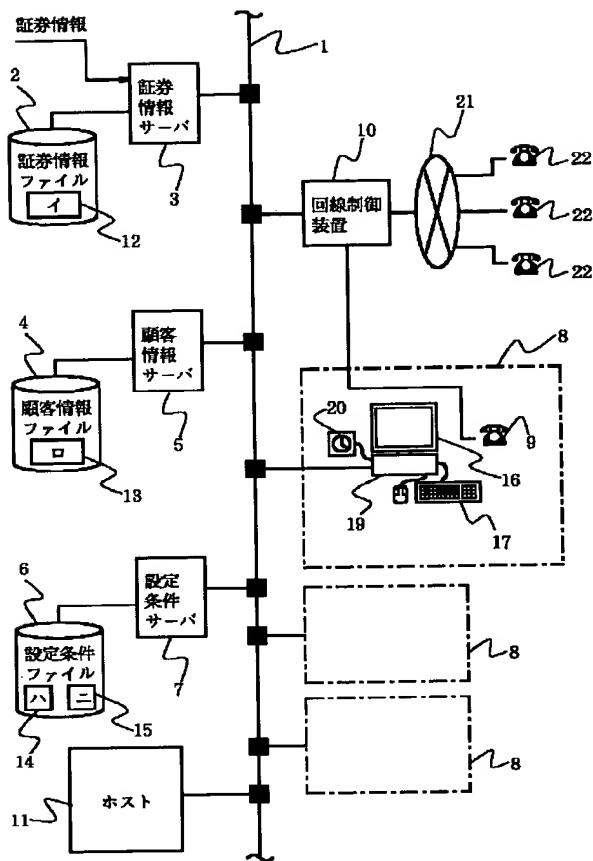 証券情報
1
2
証券
情報
サーバ
3
証券情報
ファイル
イ
12
10
回線制御
装置
21
22
22
22
4
顧客
情報
サーバ
5
顧客情報
ファイル
ロ
13
8
20
9
16
19
17
6
設定
条件
サーバ
7
設定条件
ファイル
ハ
ニ
14
15
8
8
ホスト
11